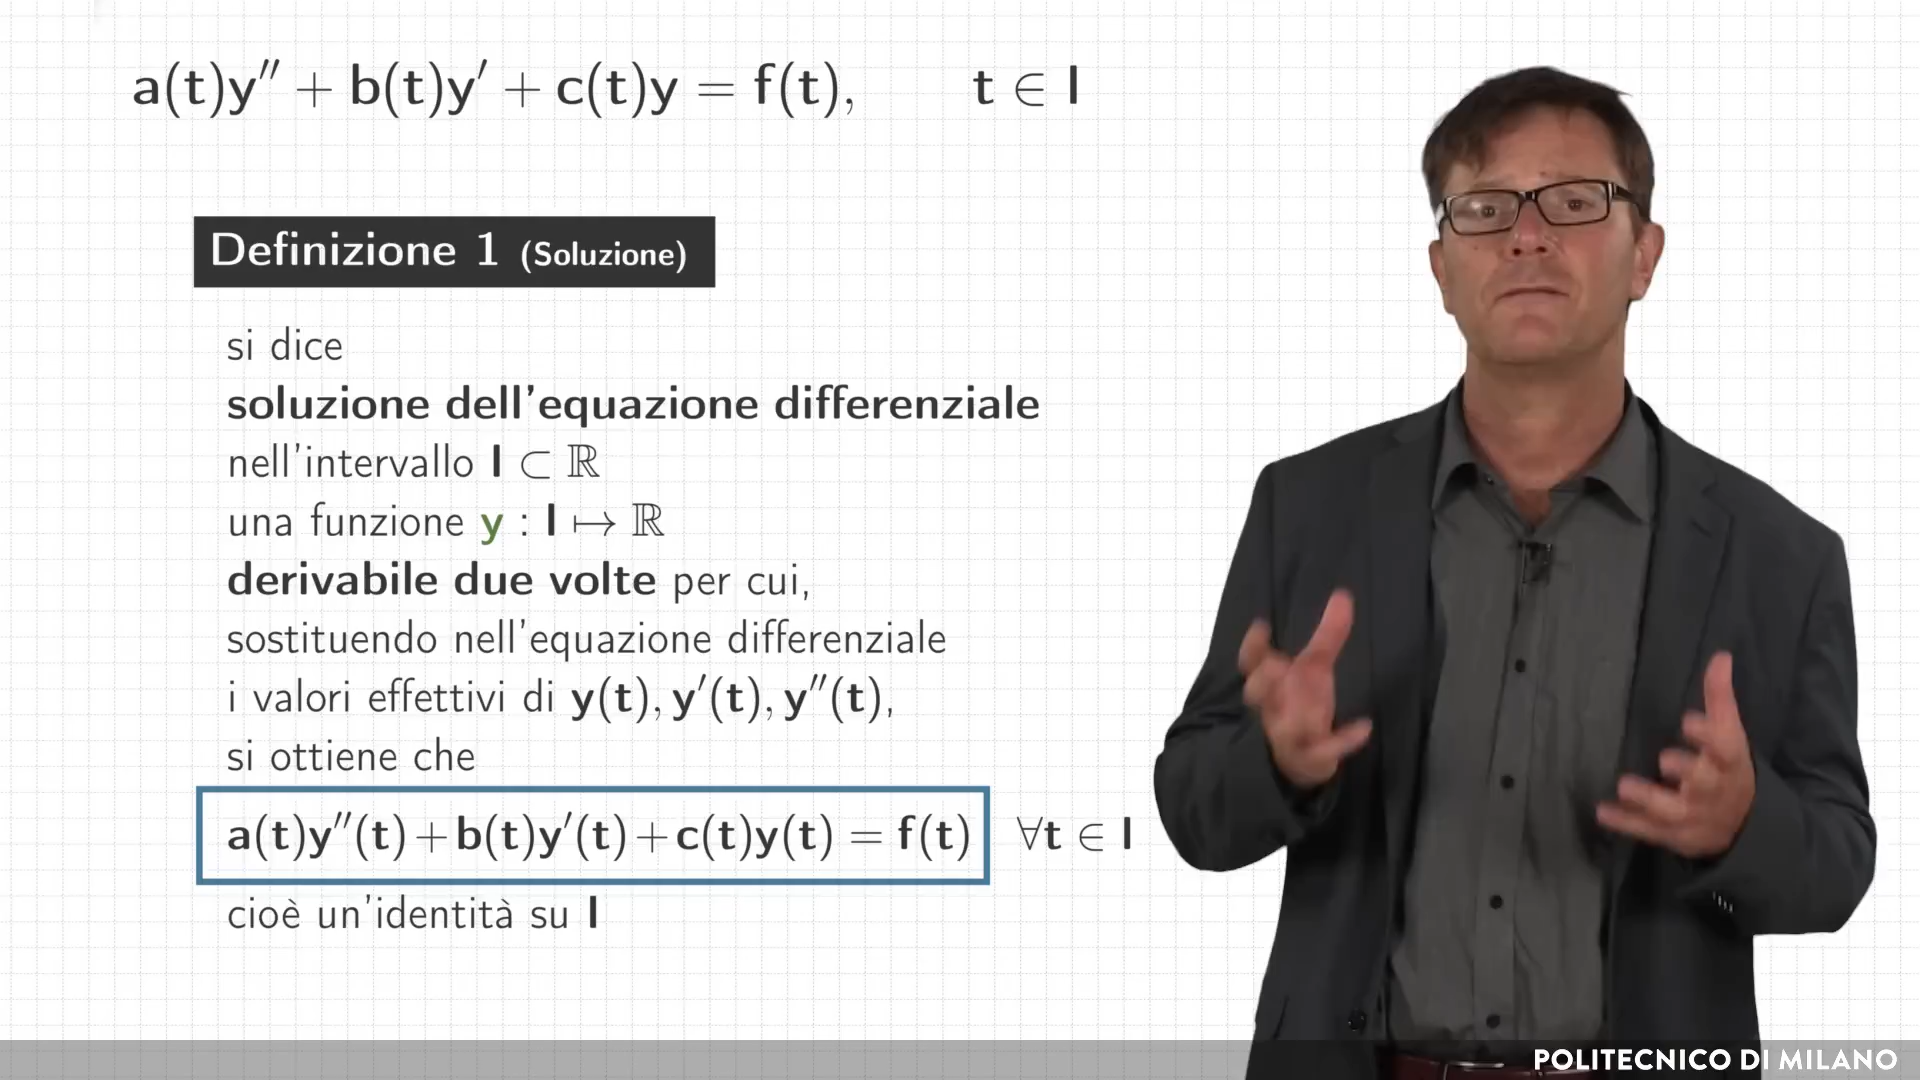 a(t)y″ + b(t)y′ + c(t)y = f(t), t ∈ I
Definizione 1 (Soluzione)
si dice
soluzione dell'equazione differenziale
nell'intervallo I ⊂ ℝ
una funzione y : I ↦ ℝ
derivabile due volte per cui,
sostituendo nell'equazione differenziale
i valori effettivi di y(t), y′(t), y″(t),
si ottiene che
a(t)y″(t) + b(t)y′(t) + c(t)y(t) = f(t) ∀t ∈ I
cioè un'identità su I
POLITECNICO DI MILANO